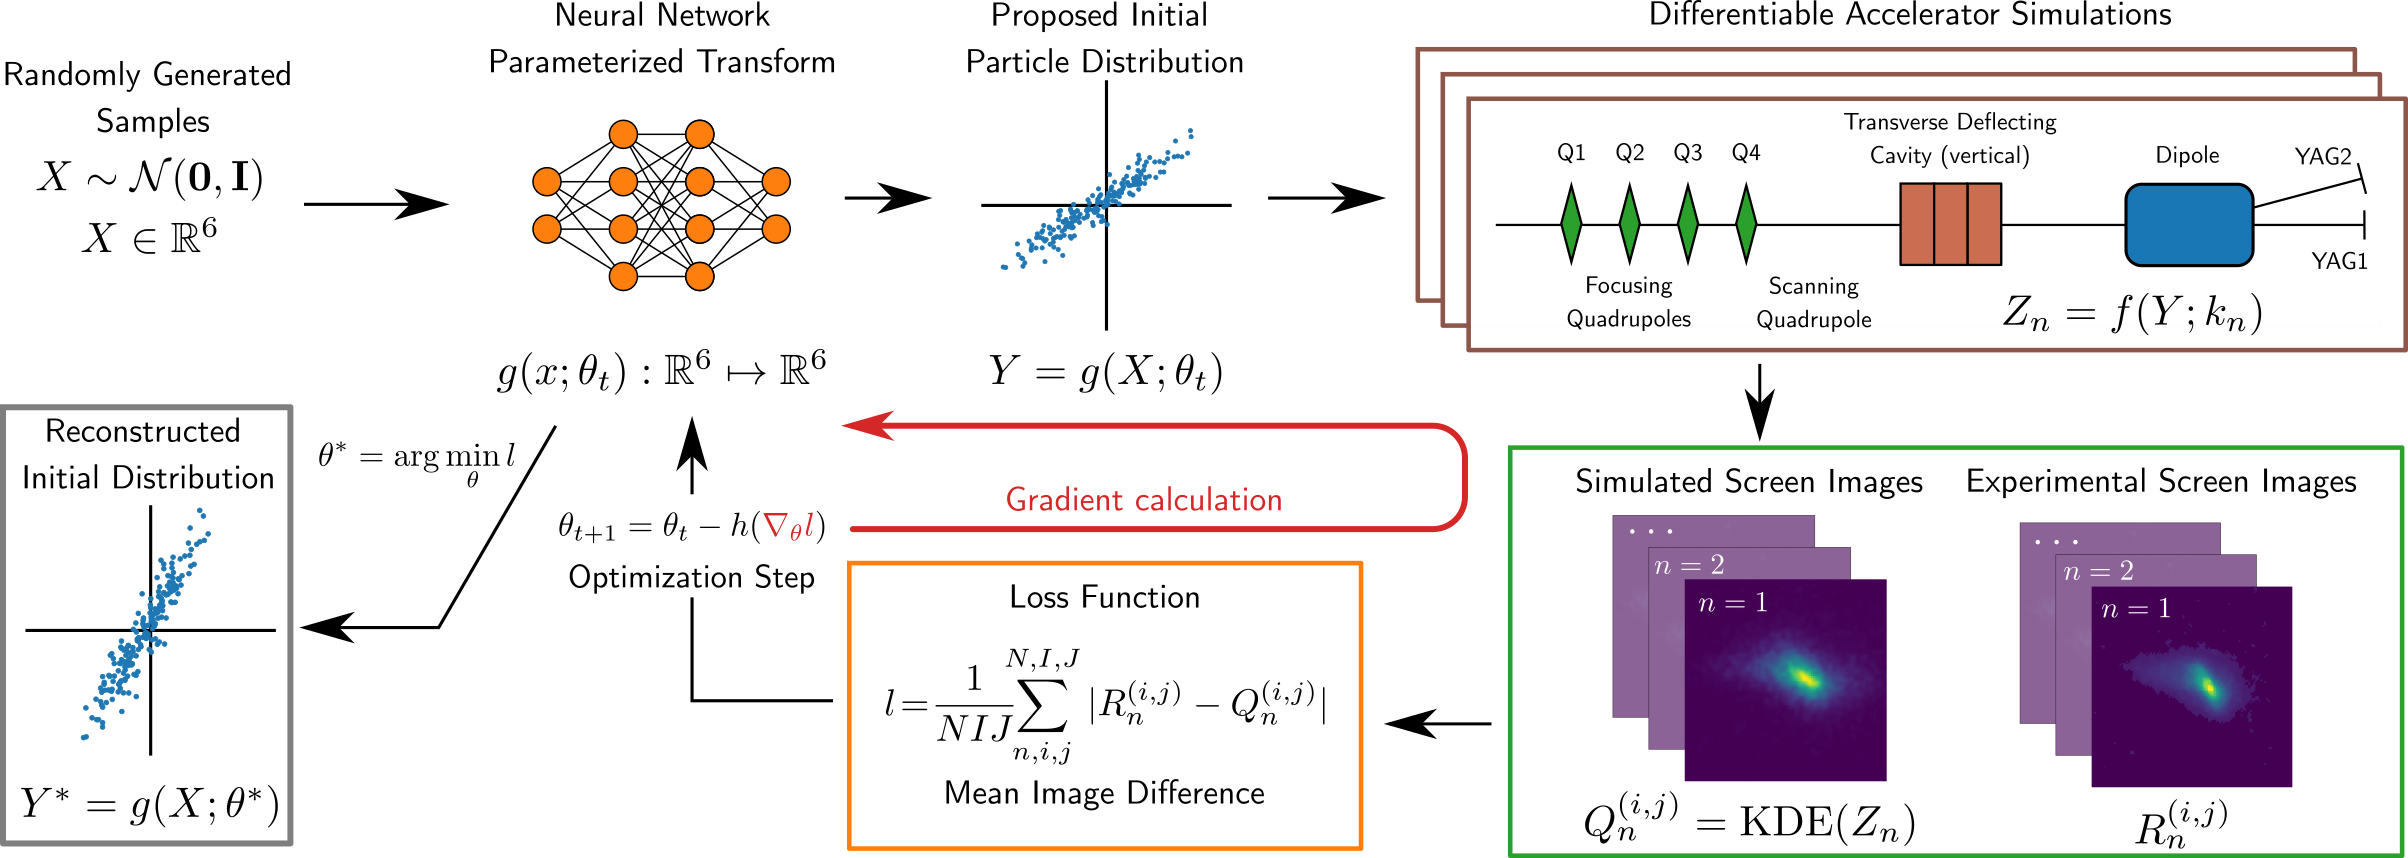 Randomly Generated
Samples
X ∼ 𝒩(0, I)
X ∈ ℝ⁶
Neural Network
Parameterized Transform
g(x; θ_t) : ℝ⁶ ↦ ℝ⁶
Proposed Initial
Particle Distribution
Y = g(X; θ_t)
Differentiable Accelerator Simulations
Q1 Q2 Q3 Q4
Focusing
Quadrupoles
Scanning
Quadrupole
Transverse Deflecting
Cavity (vertical)
Dipole
YAG2
YAG1
Z_n = f(Y; k_n)
Simulated Screen Images
. . .
n = 2
n = 1
Q_n^{(i,j)} = KDE(Z_n)
Experimental Screen Images
. . .
n = 2
n = 1
R_n^{(i,j)}
Loss Function
l = \frac{1}{NIJ} \sum_{n,i,j}^{N,I,J} |R_n^{(i,j)} − Q_n^{(i,j)}|
Mean Image Difference
Gradient calculation
θ_{t+1} = θ_t − h(∇_θ l)
Optimization Step
θ* = arg min_θ l
Reconstructed
Initial Distribution
Y* = g(X; θ*)